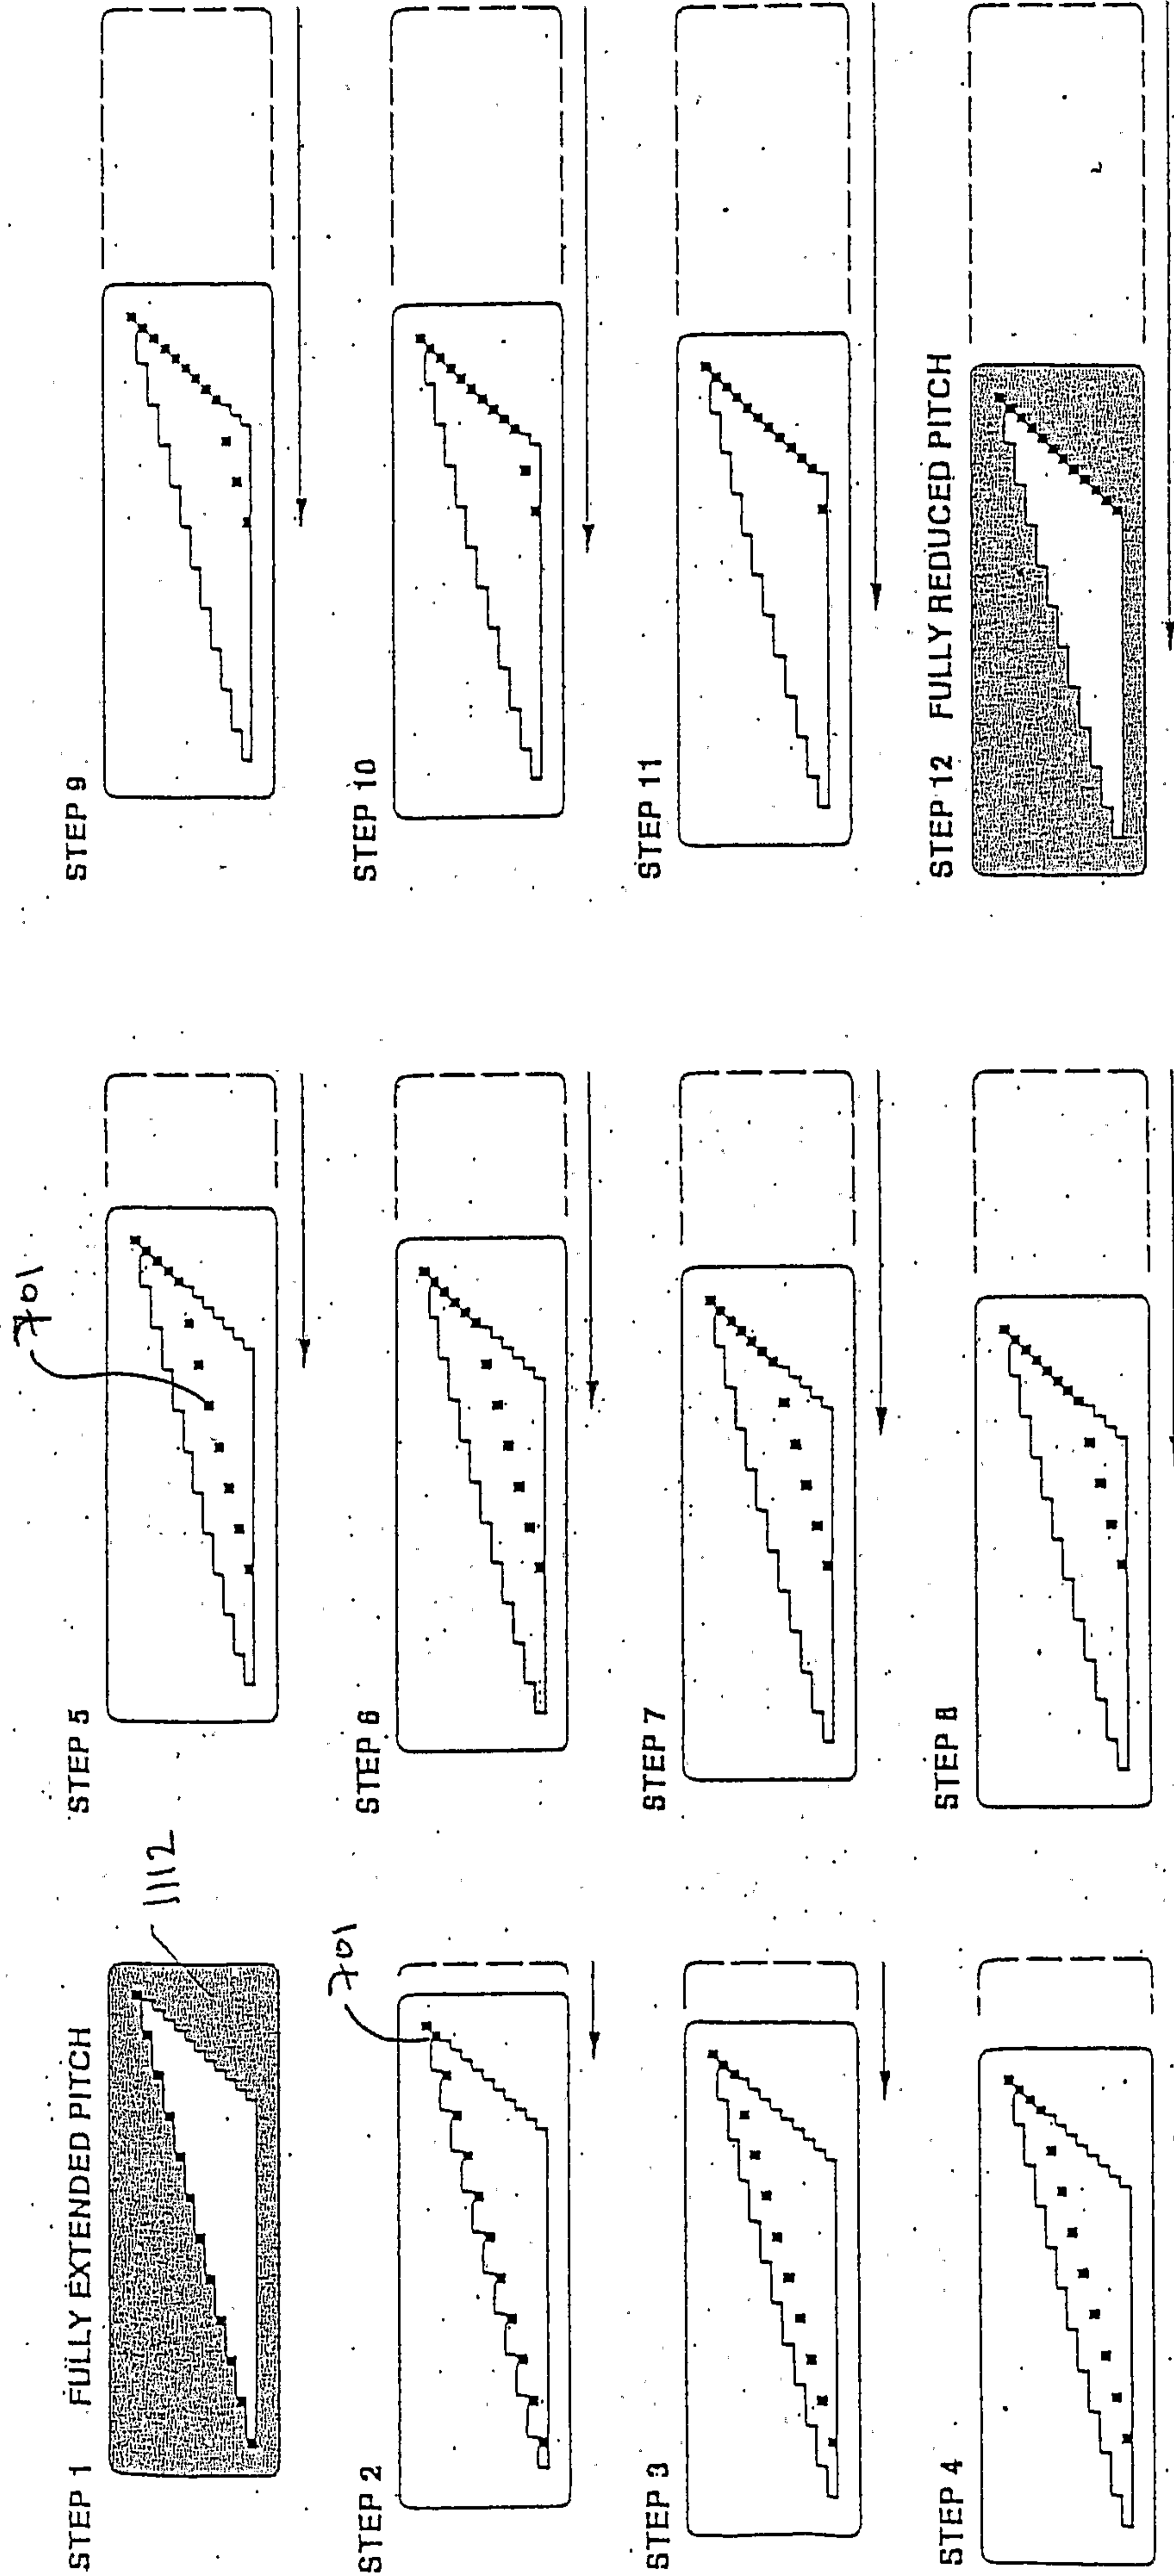 STEP 1 FULLY EXTENDED PITCH
1112
STEP 2
701
STEP 3
STEP 4
STEP 5
701
STEP 6
STEP 7
STEP 8
STEP 9
STEP 10
STEP 11
STEP 12 FULLY REDUCED PITCH